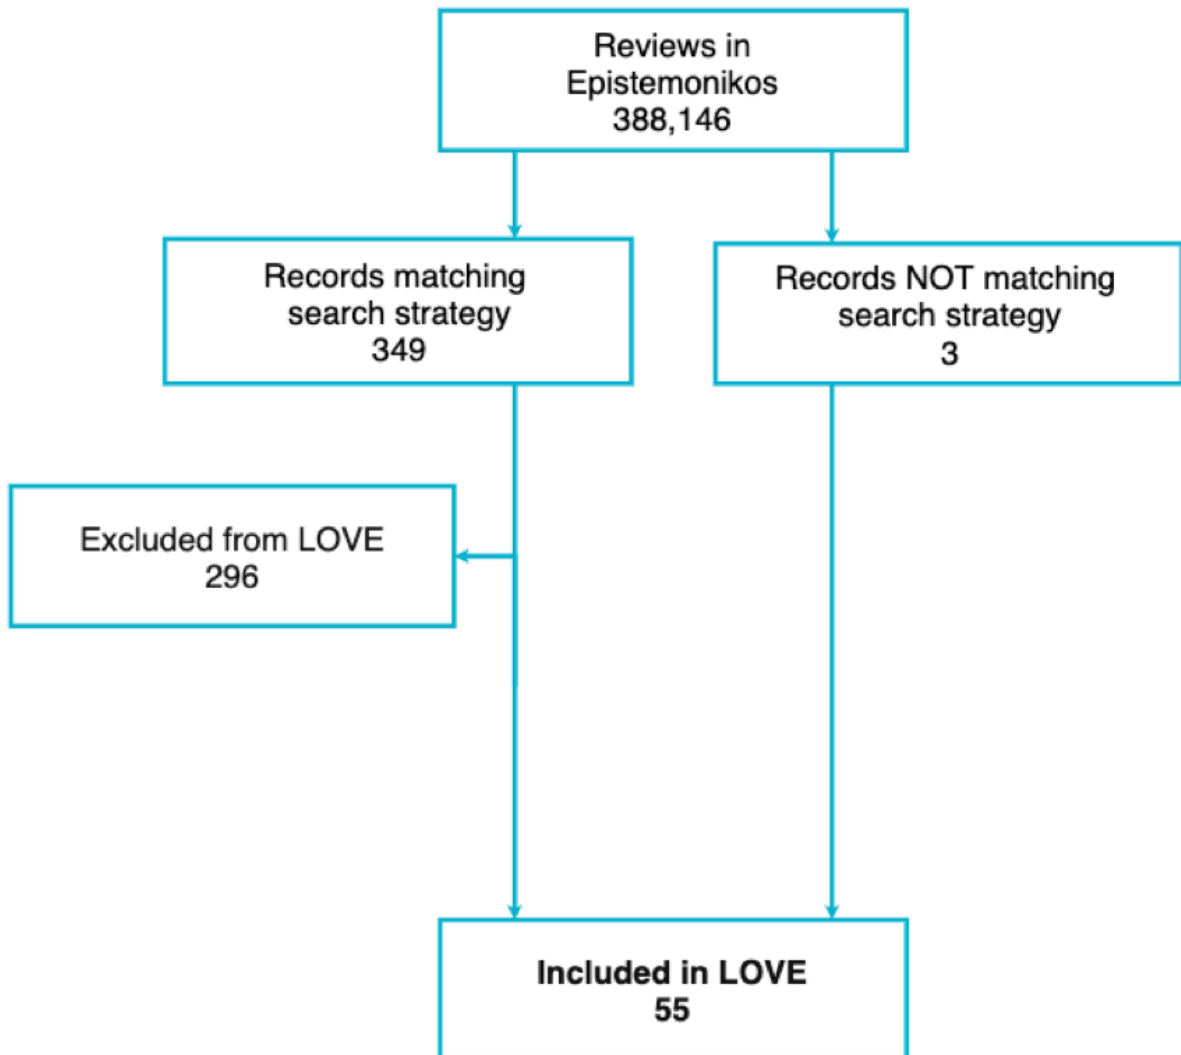 Reviews in
Epistemonikos
388,146
Records matching
search strategy
349
Records NOT matching
search strategy
3
Excluded from LOVE
296
Included in LOVE
55